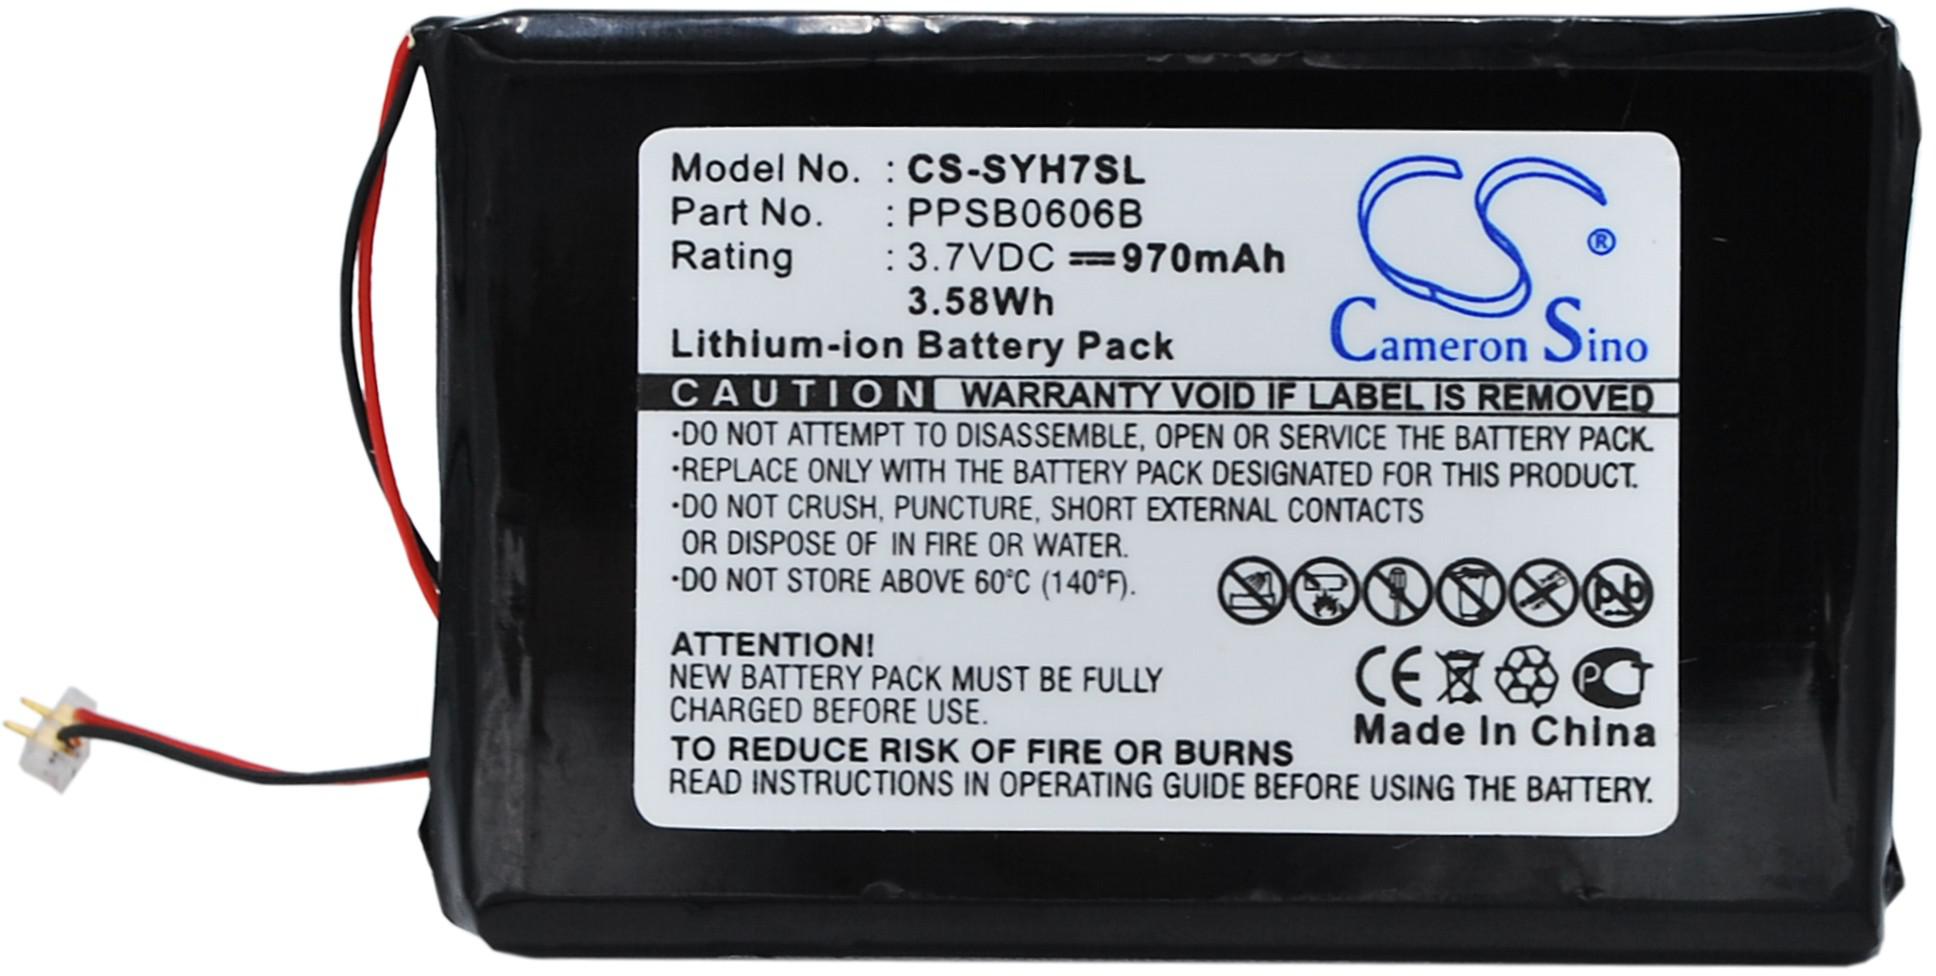 Model No. : CS-SYH7SL
Part No. : PPSB0606B
Rating : 3.7VDC ⎓970mAh
3.58Wh
Lithium-ion Battery Pack
CS®
Cameron Sino
CAUTION WARRANTY VOID IF LABEL IS REMOVED
·DO NOT ATTEMPT TO DISASSEMBLE, OPEN OR SERVICE THE BATTERY PACK.
·REPLACE ONLY WITH THE BATTERY PACK DESIGNATED FOR THIS PRODUCT.
·DO NOT CRUSH, PUNCTURE, SHORT EXTERNAL CONTACTS
OR DISPOSE OF IN FIRE OR WATER.
·DO NOT STORE ABOVE 60°C (140°F).
Pb
ATTENTION!
NEW BATTERY PACK MUST BE FULLY
CHARGED BEFORE USE.
CE PCT
Made In China
TO REDUCE RISK OF FIRE OR BURNS
READ INSTRUCTIONS IN OPERATING GUIDE BEFORE USING THE BATTERY.